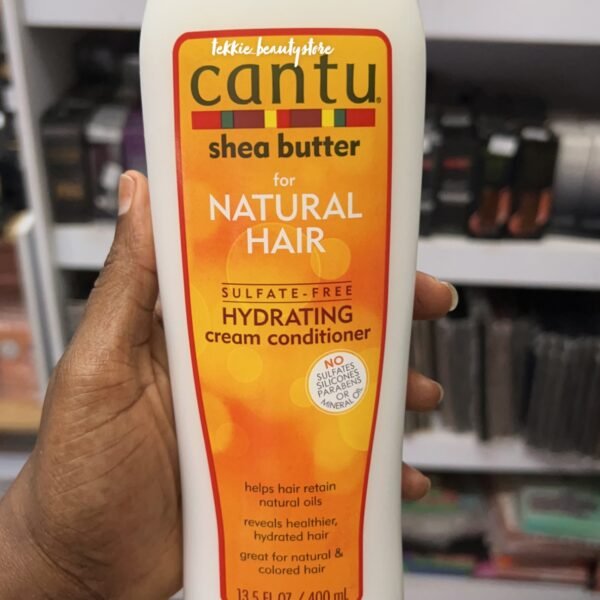 tekkie_beautystore
cantu®
shea butter
for
NATURAL
HAIR
SULFATE-FREE
HYDRATING
cream conditioner
NO
SULFATES
SILICONES
PARABENS
OR
MINERAL OIL
helps hair retain
natural oils
reveals healthier,
hydrated hair
great for natural &
colored hair
13.5 FL OZ / 400 mL